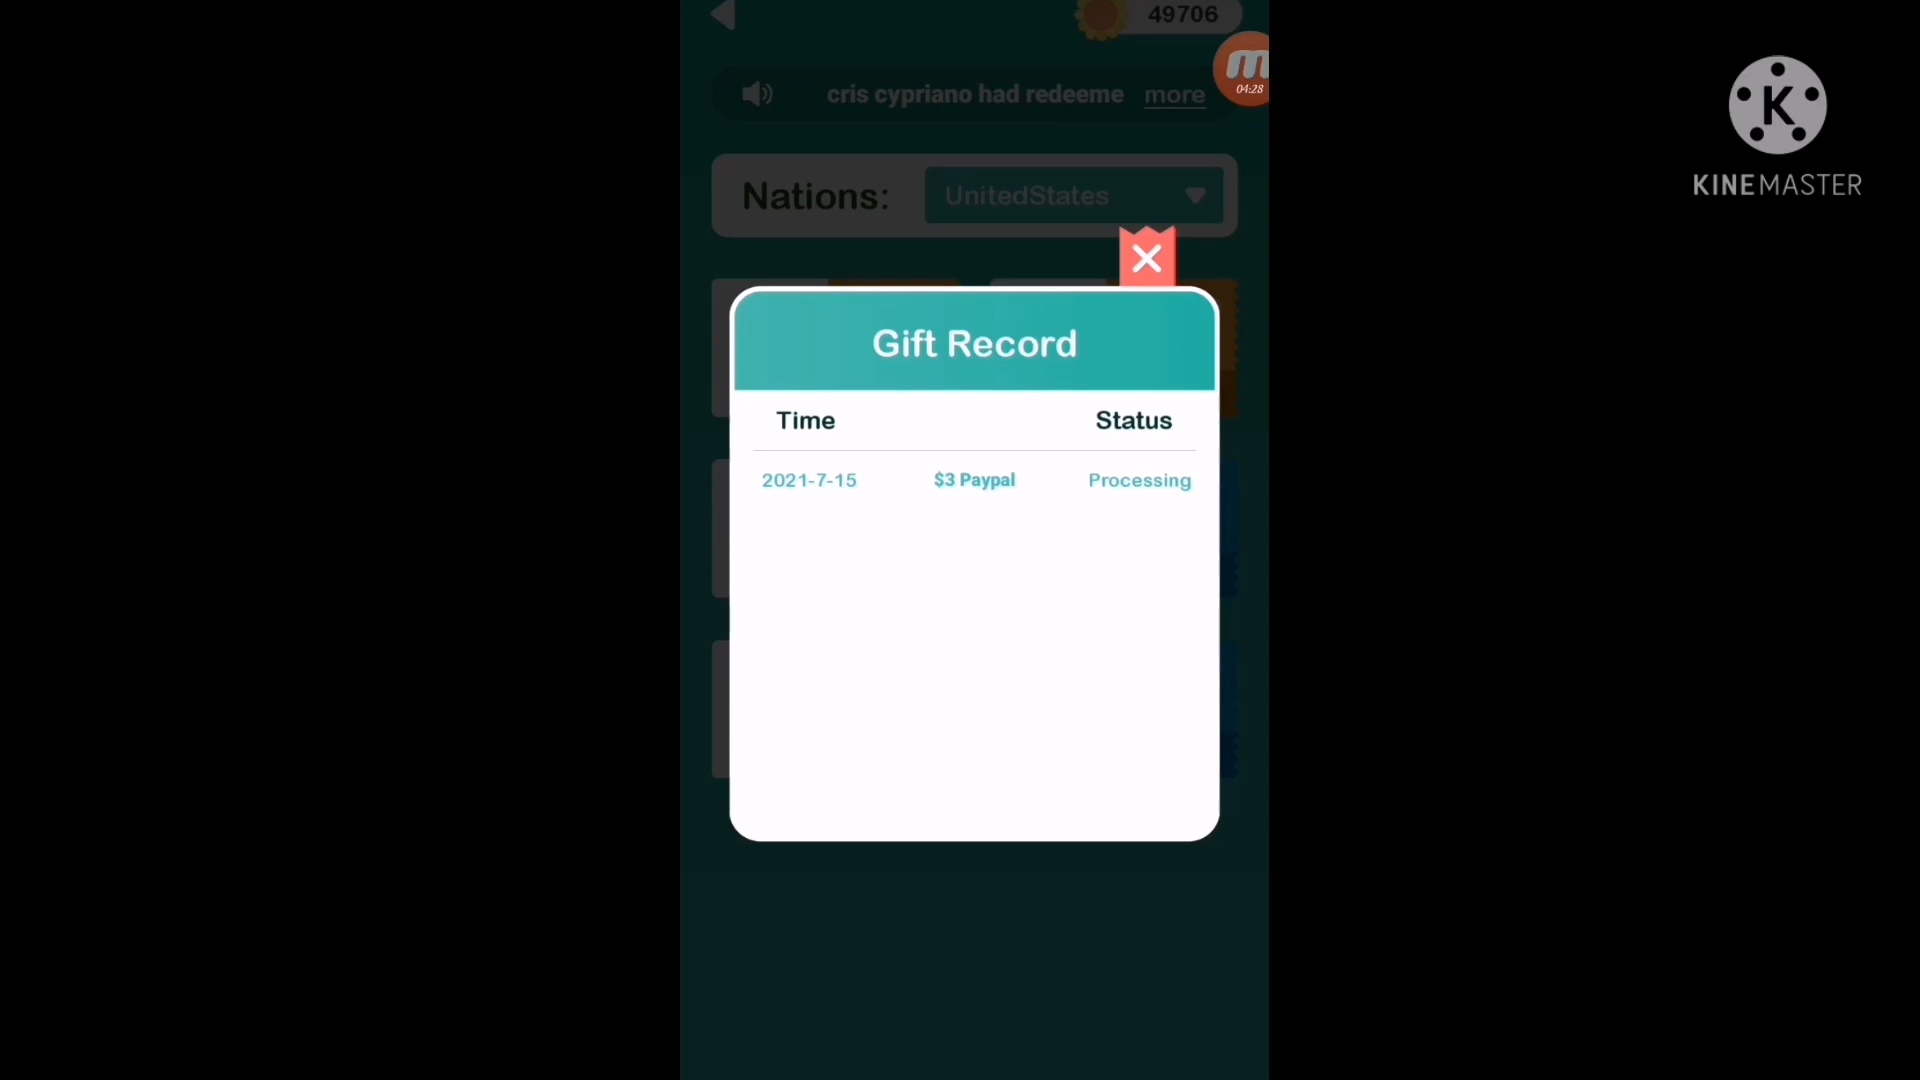 49706
04:28
cris cypriano had redeeme more
Nations: UnitedStates
KINEMASTER
Gift Record
Time Status
2021-7-15 $3 Paypal Processing